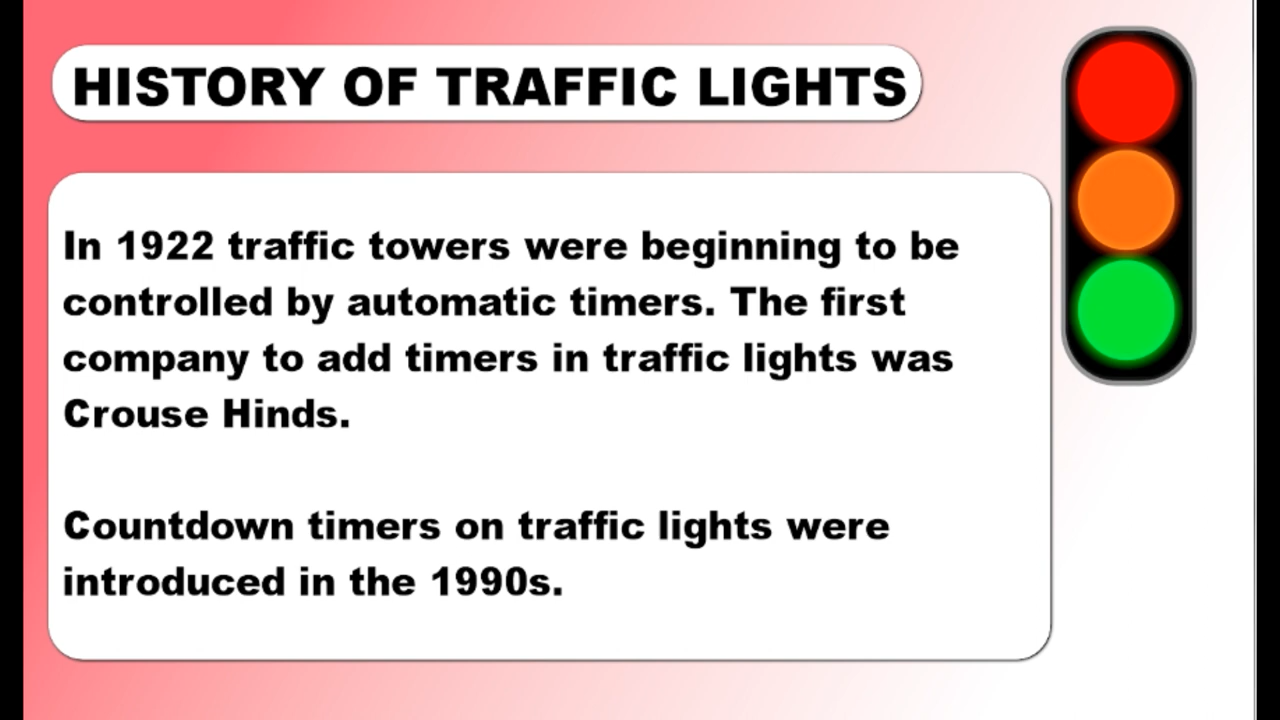 HISTORY OF TRAFFIC LIGHTS
In 1922 traffic towers were beginning to be
controlled by automatic timers. The first
company to add timers in traffic lights was
Crouse Hinds.
Countdown timers on traffic lights were
introduced in the 1990s.